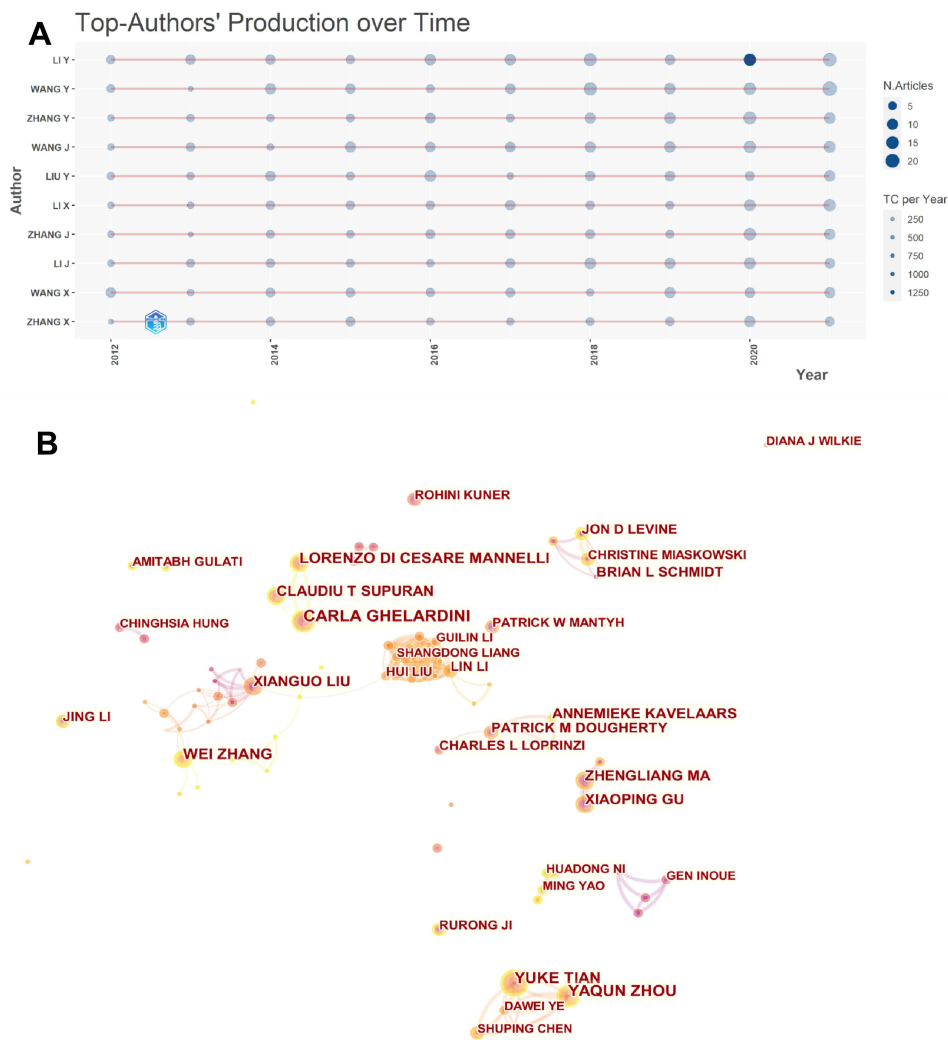 A
Top-Authors' Production over Time
LI Y
WANG Y
ZHANG Y
WANG J
LIU Y
LI X
ZHANG J
LI J
WANG X
ZHANG X
Author
2012
2014
2016
2018
2020
Year
N.Articles
5
10
15
20
TC per Year
250
500
750
1000
1250
B
DIANA J WILKIE
ROHINI KUNER
JON D LEVINE
CHRISTINE MIASKOWSKI
BRIAN L SCHMIDT
LORENZO DI CESARE MANNELLI
AMITABH GULATI
CLAUDIU T SUPURAN
CARLA GHELARDINI
CHINGHSIA HUNG
PATRICK W MANTYH
GUILIN LI
SHANGDONG LIANG
HUI LIU
LIN LI
XIANGUO LIU
JING LI
ANNEMIEKE KAVELAARS
PATRICK M DOUGHERTY
CHARLES L LOPRINZI
WEI ZHANG
ZHENGLIANG MA
XIAOPING GU
HUADONG NI
GEN INOUE
MING YAO
RURONG JI
YUKE TIAN
YAQUN ZHOU
DAWEI YE
SHUPING CHEN